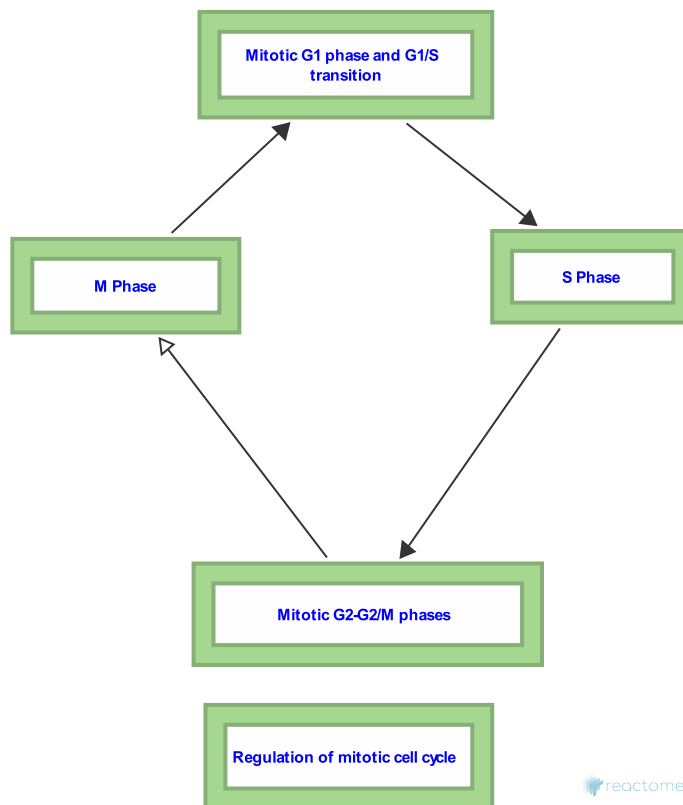 Mitotic G1 phase and G1/S
transition
M Phase
S Phase
Mitotic G2-G2/M phases
Regulation of mitotic cell cycle
reactome